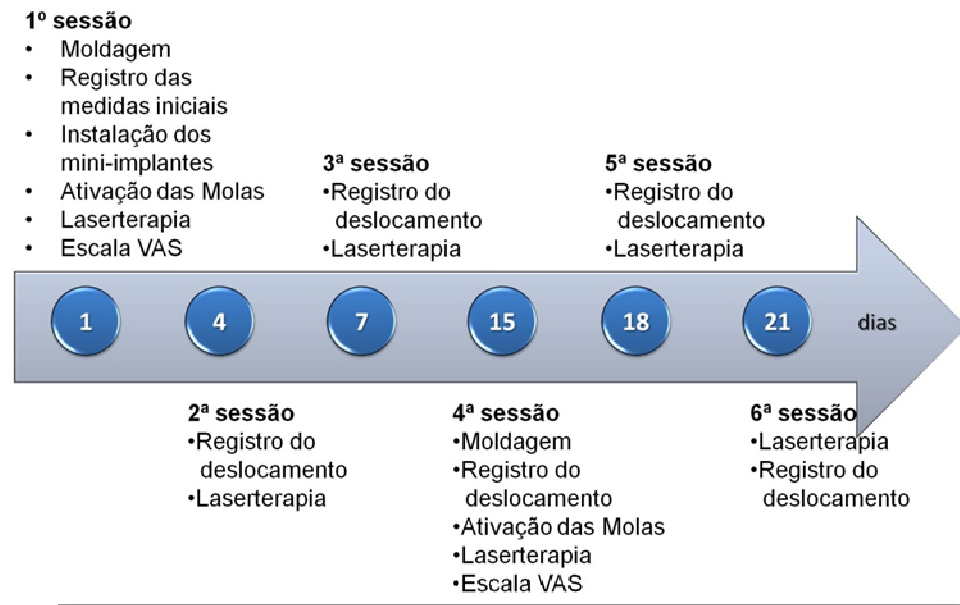 1º sessão
• Moldagem
• Registro das
medidas iniciais
• Instalação dos
mini-implantes
• Ativação das Molas
• Laserterapia
• Escala VAS
3ª sessão
•Registro do
deslocamento
•Laserterapia
5ª sessão
•Registro do
deslocamento
•Laserterapia
1 4 7 15 18 21 dias
2ª sessão
•Registro do
deslocamento
•Laserterapia
4ª sessão
•Moldagem
•Registro do
deslocamento
•Ativação das Molas
•Laserterapia
•Escala VAS
6ª sessão
•Laserterapia
•Registro do
deslocamento